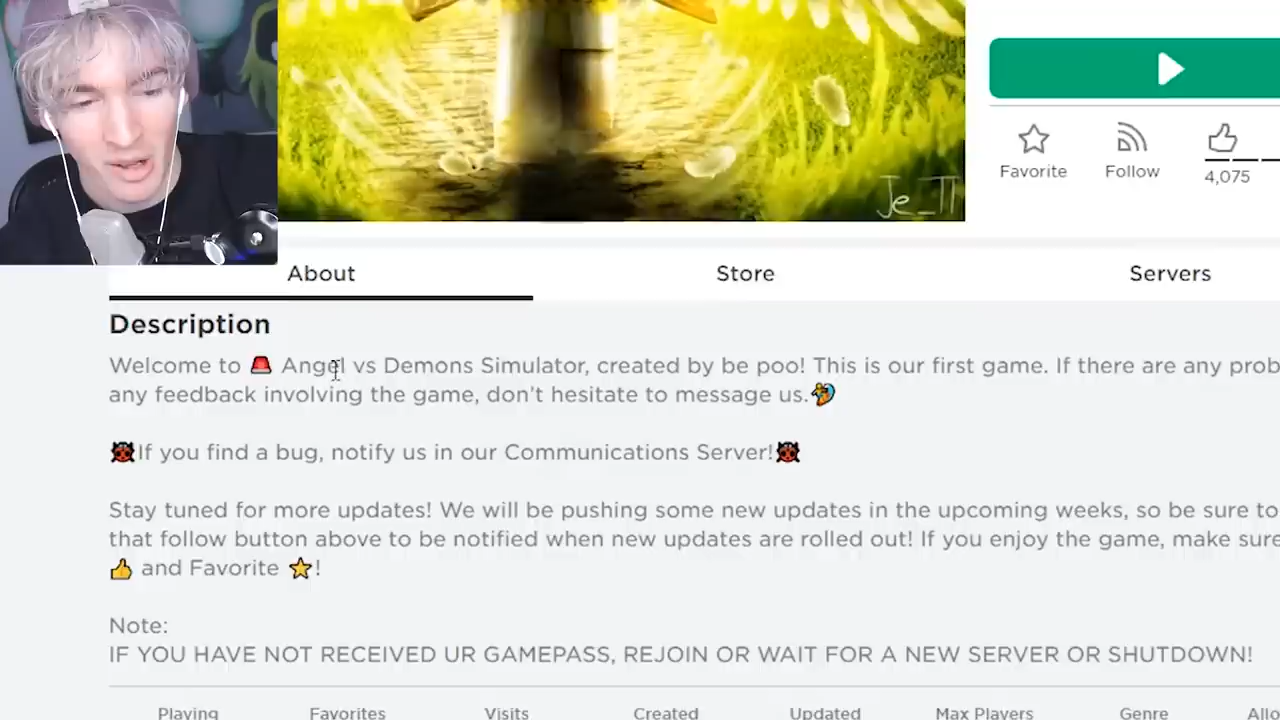 Je_TT
Favorite
Follow
4,075
About
Store
Servers
Description
Welcome to 🚨 Angel vs Demons Simulator, created by be poo! This is our first game. If there are any prob
any feedback involving the game, don't hesitate to message us.🏄
🐞If you find a bug, notify us in our Communications Server!🐞
Stay tuned for more updates! We will be pushing some new updates in the upcoming weeks, so be sure to
that follow button above to be notified when new updates are rolled out! If you enjoy the game, make sure
👍 and Favorite ⭐!
Note:
IF YOU HAVE NOT RECEIVED UR GAMEPASS, REJOIN OR WAIT FOR A NEW SERVER OR SHUTDOWN!
Playing
Favorites
Visits
Created
Updated
Max Players
Genre
Allo